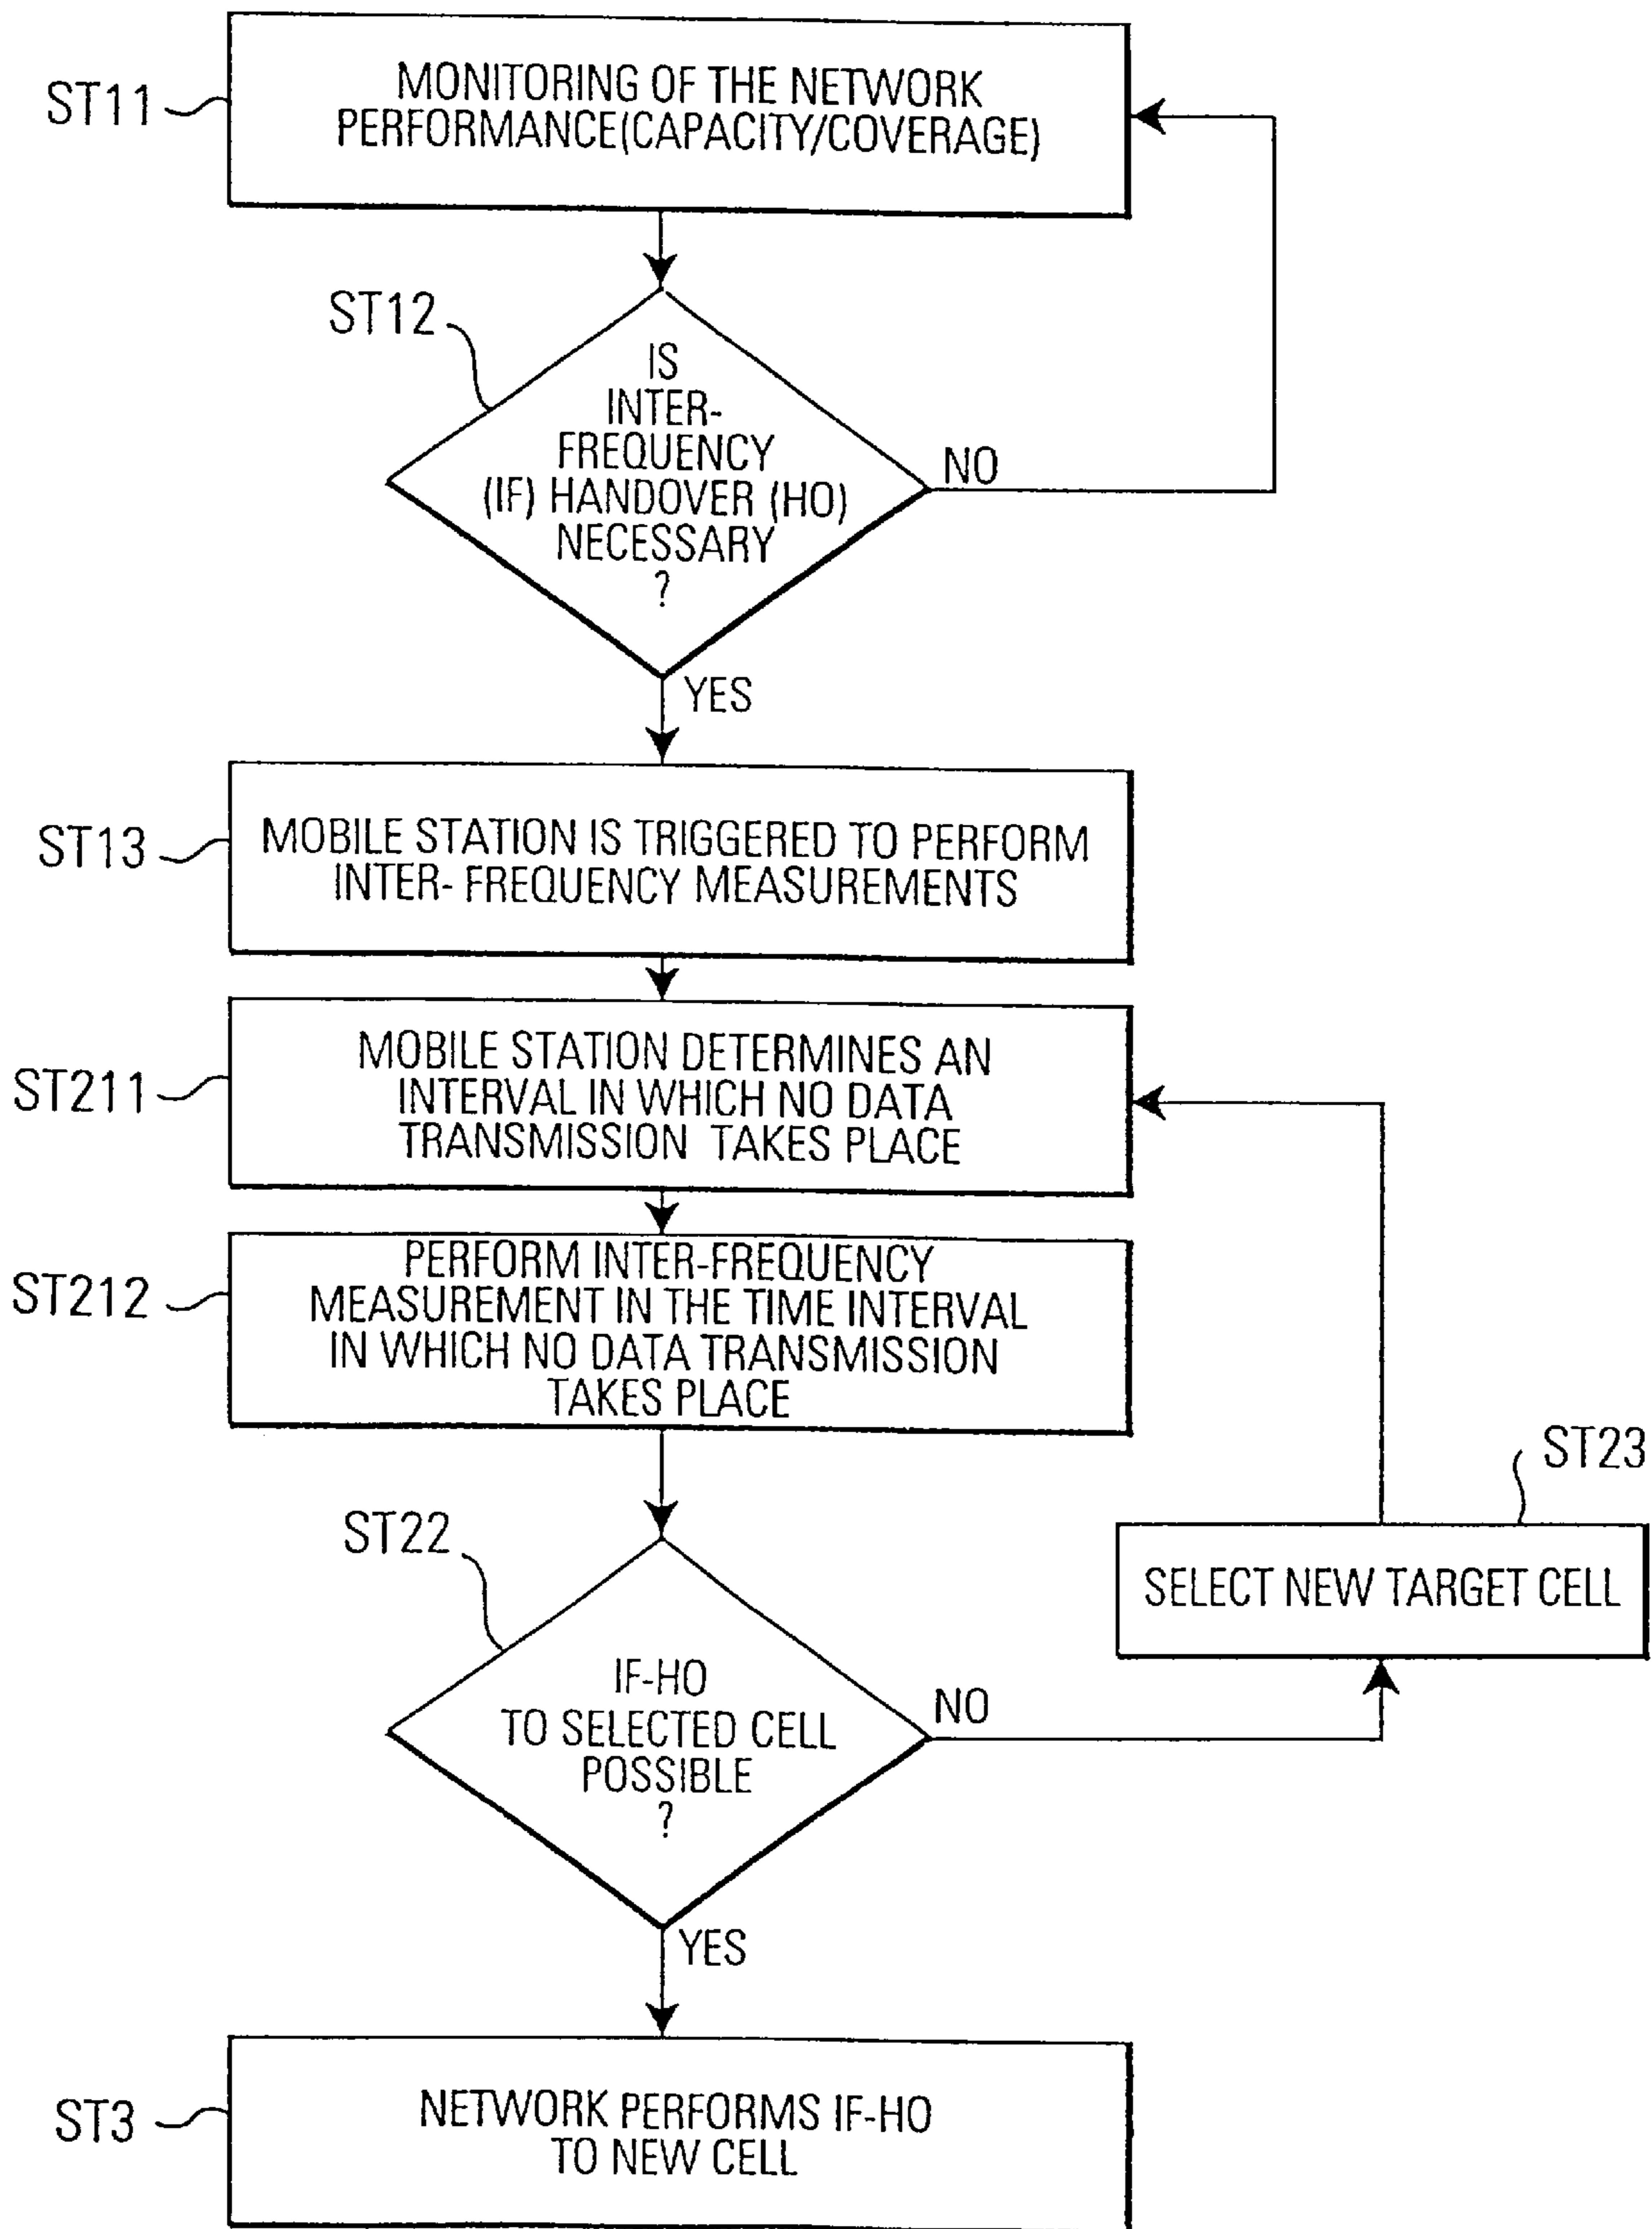 ST11
MONITORING OF THE NETWORK
PERFORMANCE(CAPACITY/COVERAGE)
ST12
IS
INTER-
FREQUENCY
(IF) HANDOVER (HO)
NECESSARY
?
NO
YES
ST13
MOBILE STATION IS TRIGGERED TO PERFORM
INTER- FREQUENCY MEASUREMENTS
ST211
MOBILE STATION DETERMINES AN
INTERVAL IN WHICH NO DATA
TRANSMISSION TAKES PLACE
ST212
PERFORM INTER-FREQUENCY
MEASUREMENT IN THE TIME INTERVAL
IN WHICH NO DATA TRANSMISSION
TAKES PLACE
ST23
SELECT NEW TARGET CELL
ST22
IF-HO
TO SELECTED CELL
POSSIBLE
?
NO
YES
ST3
NETWORK PERFORMS IF-HO
TO NEW CELL